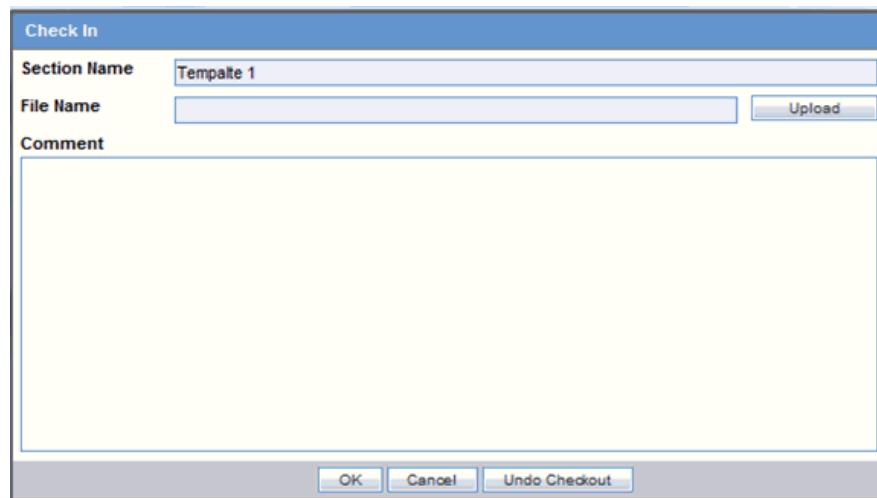 Check In
Section Name Tempalte 1
File Name Upload
Comment
OK Cancel Undo Checkout